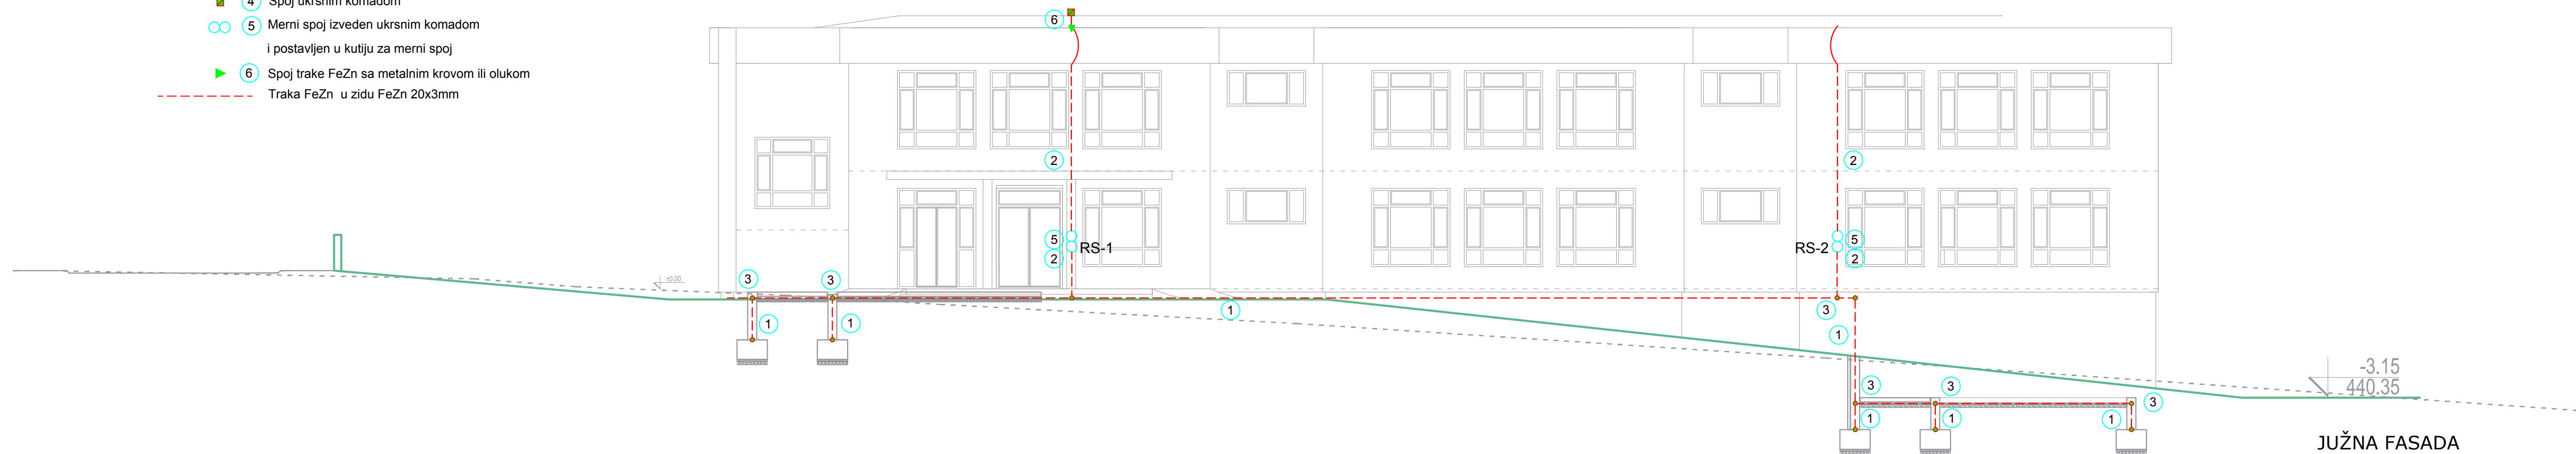 4 Spoj ukrsnim komadom
5 Merni spoj izveden ukrsnim komadom
i postavljen u kutiju za merni spoj
6 Spoj trake FeZn sa metalnim krovom ili olukom
Traka FeZn u zidu FeZn 20x3mm
6
2
2
5
RS-1
2
RS-2
5
2
±0.00
3
3
1
1
1
3
1
3
3
3
1
1
1
-3.15
440.35
JUŽNA FASADA